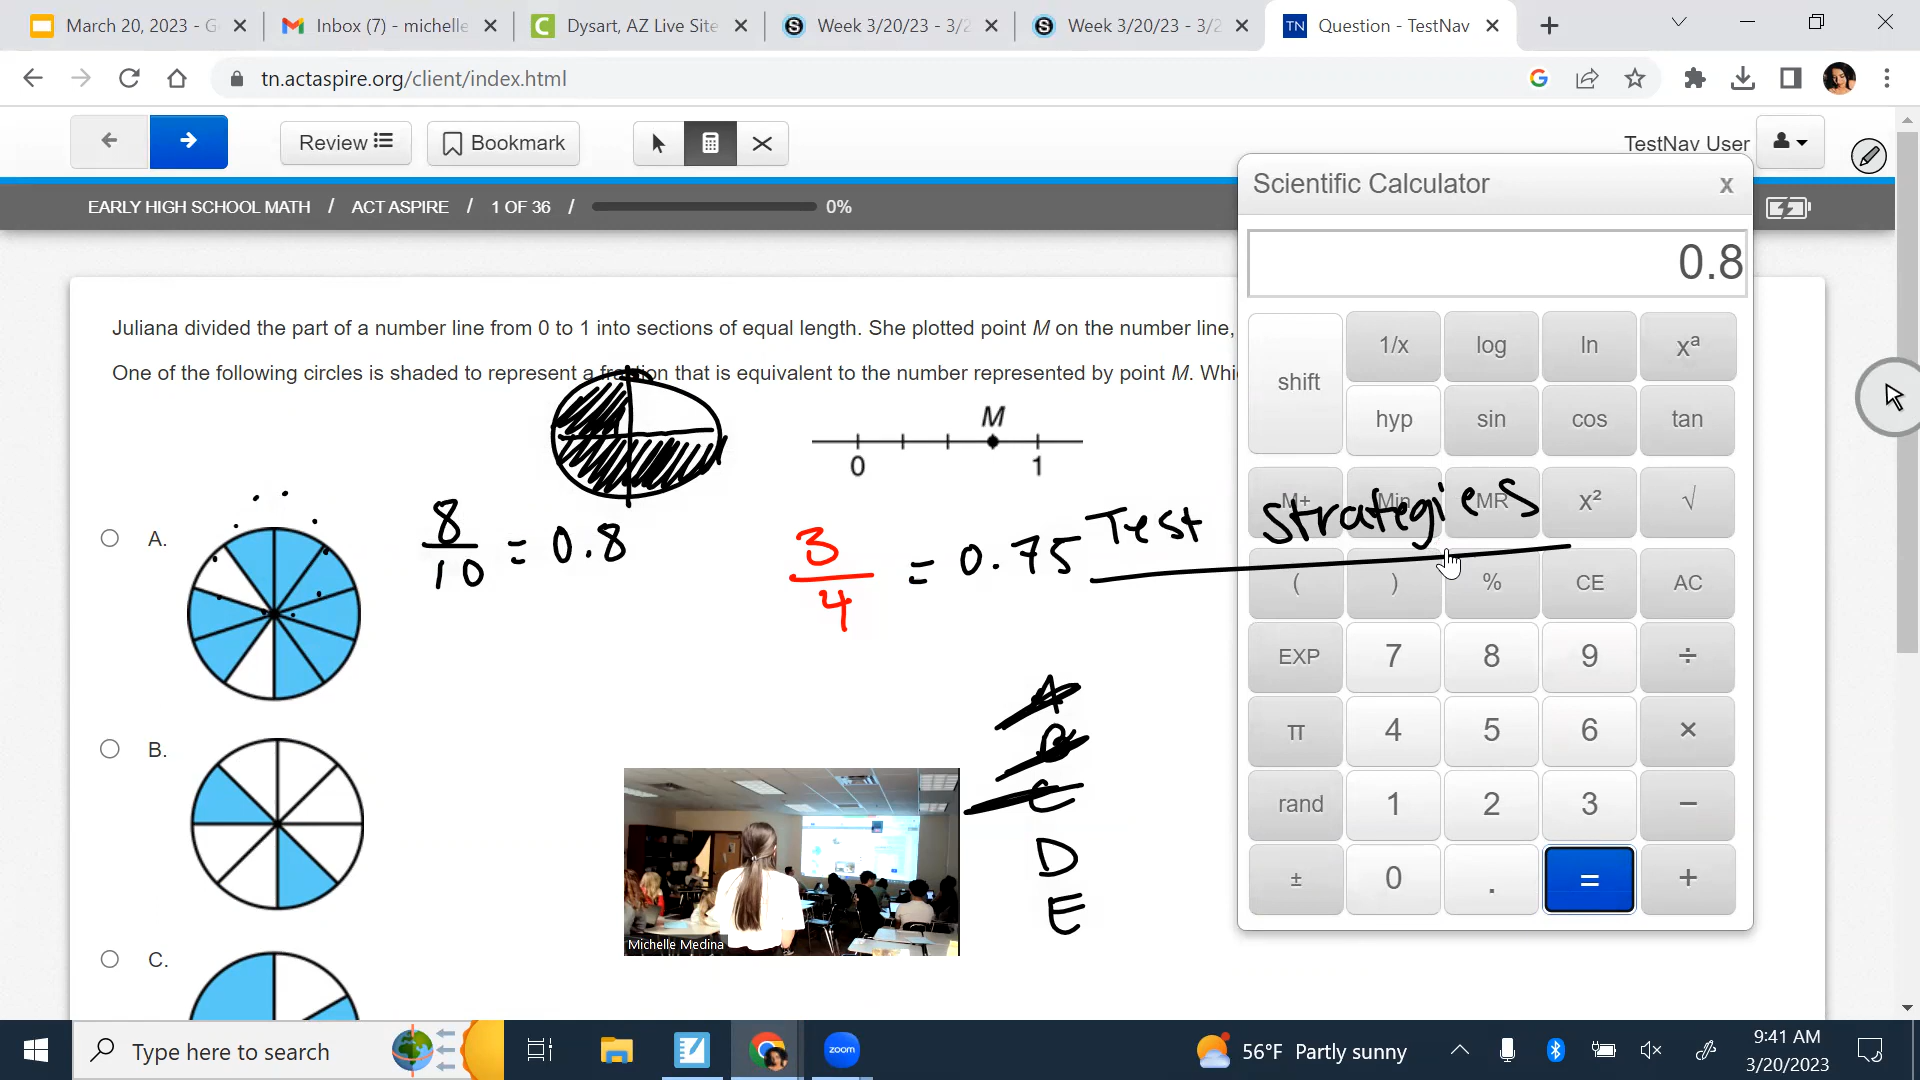 March 20, 2023 - G
Inbox (7) - michelle
Dysart, AZ Live Site
Week 3/20/23 - 3/2
Week 3/20/23 - 3/2
TN Question - TestNav
tn.actaspire.org/client/index.html
Review
Bookmark
TestNav User
EARLY HIGH SCHOOL MATH / ACT ASPIRE / 1 OF 36 / 0%
Scientific Calculator x
0.8
Juliana divided the part of a number line from 0 to 1 into sections of equal length. She plotted point M on the number line,
One of the following circles is shaded to represent a fraction that is equivalent to the number represented by point M. Whi
M
0 1
A.
8/10 = 0.8
3/4 = 0.75
Test Strategies
B.
C.
A
B
C
D
E
Michelle Medina
shift 1/x log ln xª
hyp sin cos tan
M+ Min MR x² √
( ) % CE AC
EXP 7 8 9 ÷
π 4 5 6 ×
rand 1 2 3 −
± 0 . = +
Type here to search
zoom
56°F Partly sunny
9:41 AM
3/20/2023